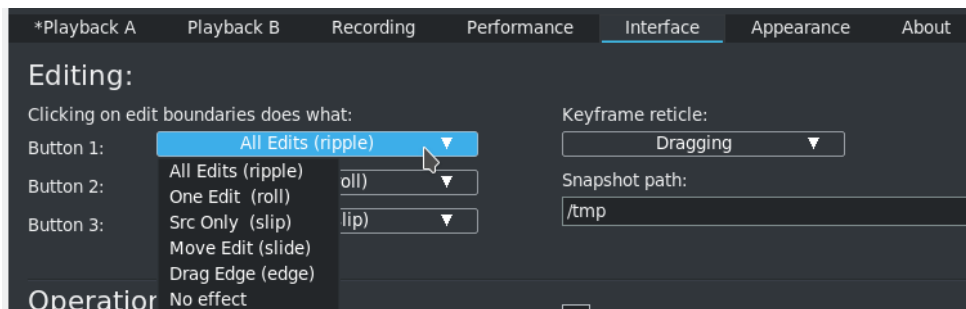 *Playback A Playback B Recording Performance Interface Appearance About
Editing:
Clicking on edit boundaries does what:
Keyframe reticle:
Button 1: All Edits (ripple)
Dragging
All Edits (ripple)
One Edit (roll)
Src Only (slip)
Move Edit (slide)
Drag Edge (edge)
No effect
Button 2: oll)
Button 3: lip)
Snapshot path:
/tmp
Operation